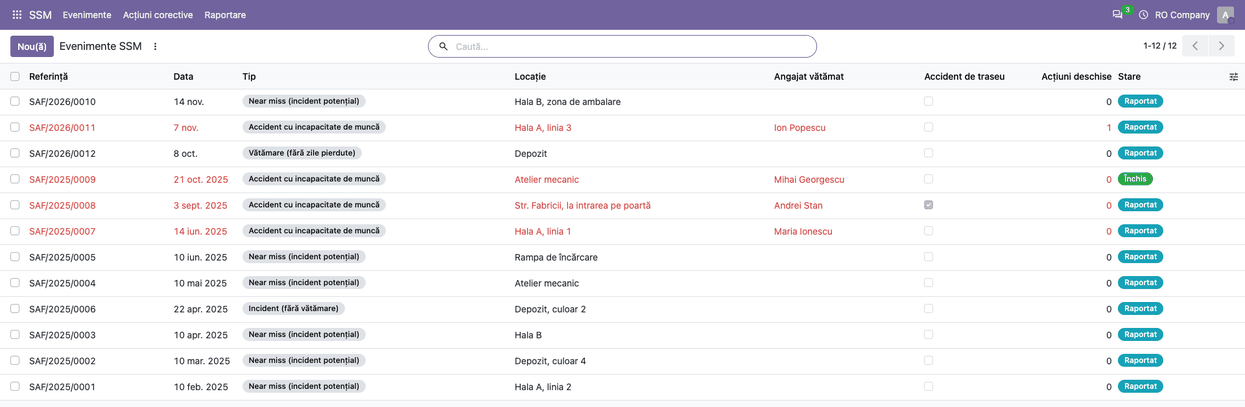 SSM Evenimente Acțiuni corective Raportare 3 RO Company A
Nou(ă) Evenimente SSM Caută... 1-12 / 12
Referință Data Tip Locație Angajat vătămat Accident de traseu Acțiuni deschise Stare
SAF/2026/0010 14 nov. Near miss (incident potențial) Hala B, zona de ambalare 0 Raportat
SAF/2026/0011 7 nov. Accident cu incapacitate de muncă Hala A, linia 3 Ion Popescu 1 Raportat
SAF/2026/0012 8 oct. Vătămare (fără zile pierdute) Depozit 0 Raportat
SAF/2025/0009 21 oct. 2025 Accident cu incapacitate de muncă Atelier mecanic Mihai Georgescu 0 Închis
SAF/2025/0008 3 sept. 2025 Accident cu incapacitate de muncă Str. Fabricii, la intrarea pe poartă Andrei Stan 0 Raportat
SAF/2025/0007 14 iun. 2025 Accident cu incapacitate de muncă Hala A, linia 1 Maria Ionescu 0 Raportat
SAF/2025/0005 10 iun. 2025 Near miss (incident potențial) Rampa de încărcare 0 Raportat
SAF/2025/0004 10 mai 2025 Near miss (incident potențial) Atelier mecanic 0 Raportat
SAF/2025/0006 22 apr. 2025 Incident (fără vătămare) Depozit, culoar 2 0 Raportat
SAF/2025/0003 10 apr. 2025 Near miss (incident potențial) Hala B 0 Raportat
SAF/2025/0002 10 mar. 2025 Near miss (incident potențial) Depozit, culoar 4 0 Raportat
SAF/2025/0001 10 feb. 2025 Near miss (incident potențial) Hala A, linia 2 0 Raportat